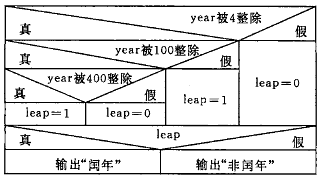 year被4整除
真 假
year被100整除
真 假
year被400整除
真 假
leap=1 leap=0 leap=1 leap=0
leap
真 假
输出“闰年” 输出“非闰年”